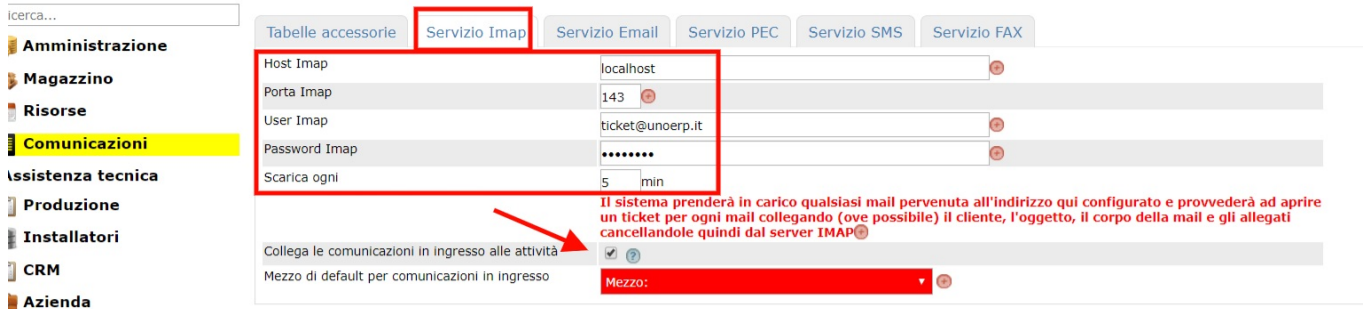 icerca...
Amministrazione
Magazzino
Risorse
Comunicazioni
Assistenza tecnica
Produzione
Installatori
CRM
Azienda
Tabelle accessorie Servizio Imap Servizio Email Servizio PEC Servizio SMS Servizio FAX
Host Imap localhost
Porta Imap 143
User Imap ticket@unoerp.it
Password Imap ••••••••
Scarica ogni 5 min
Il sistema prenderà in carico qualsiasi mail pervenuta all'indirizzo qui configurato e provvederà ad aprire
un ticket per ogni mail collegando (ove possibile) il cliente, l'oggetto, il corpo della mail e gli allegati
cancellandole quindi dal server IMAP
Collega le comunicazioni in ingresso alle attività
Mezzo di default per comunicazioni in ingresso Mezzo: